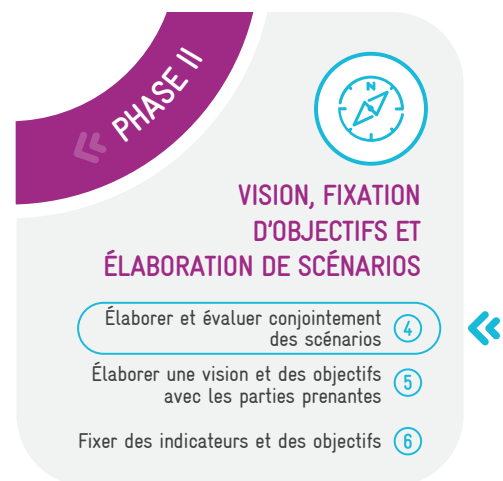 PHASE II
N
VISION, FIXATION
D'OBJECTIFS ET
ÉLABORATION DE SCÉNARIOS
Élaborer et évaluer conjointement
des scénarios 4
Élaborer une vision et des objectifs
avec les parties prenantes 5
Fixer des indicateurs et des objectifs 6